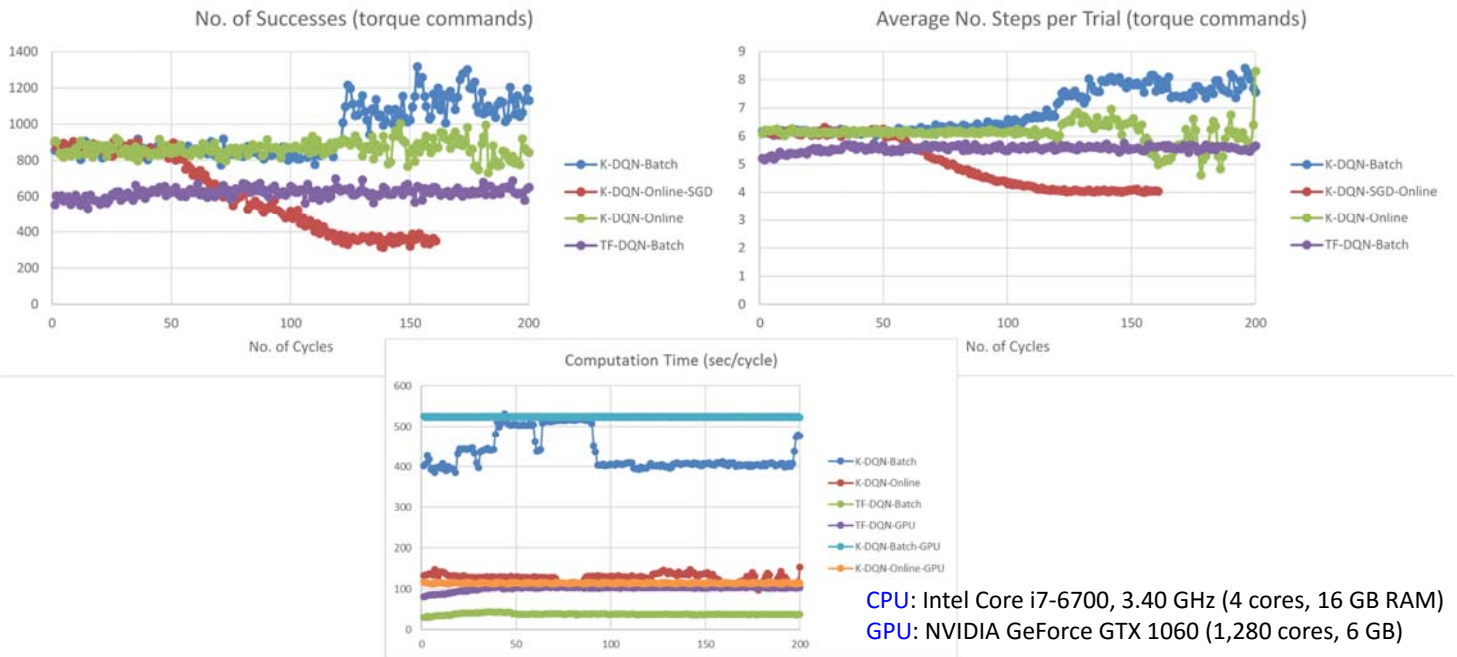 No. of Successes (torque commands)
1400
1200
1000
800
600
400
200
0
0 50 100 150 200
No. of Cycles
K-DQN-Batch
K-DQN-Online-SGD
K-DQN-Online
TF-DQN-Batch
Average No. Steps per Trial (torque commands)
9
8
7
6
5
4
3
2
1
0
0 50 100 150 200
No. of Cycles
K-DQN-Batch
K-DQN-SGD-Online
K-DQN-Online
TF-DQN-Batch
Computation Time (sec/cycle)
600
500
400
300
200
100
0
0 50 100 150 200
K-DQN-Batch
K-DQN-Online
TF-DQN-Batch
TF-DQN-GPU
K-DQN-Batch-GPU
K-DQN-Online-GPU
CPU: Intel Core i7-6700, 3.40 GHz (4 cores, 16 GB RAM)
GPU: NVIDIA GeForce GTX 1060 (1,280 cores, 6 GB)